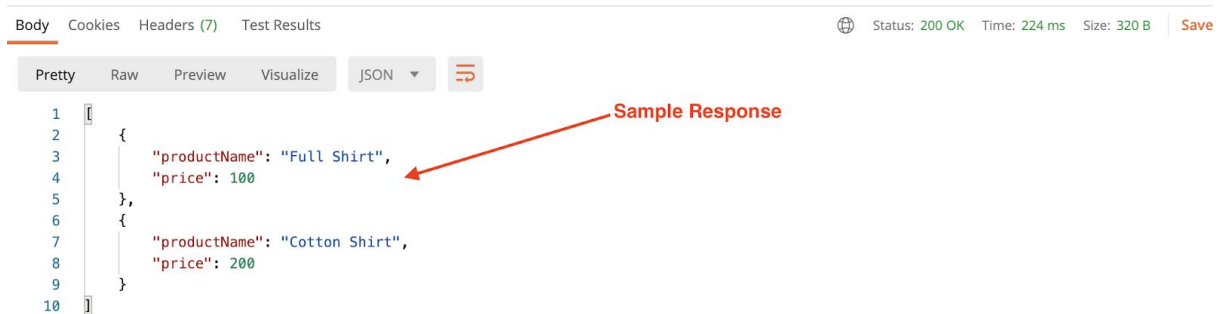 Body Cookies Headers (7) Test Results Status: 200 OK Time: 224 ms Size: 320 B Save
Pretty Raw Preview Visualize JSON
Sample Response
1 [
2 {
3 "productName": "Full Shirt",
4 "price": 100
5 },
6 {
7 "productName": "Cotton Shirt",
8 "price": 200
9 }
10 ]